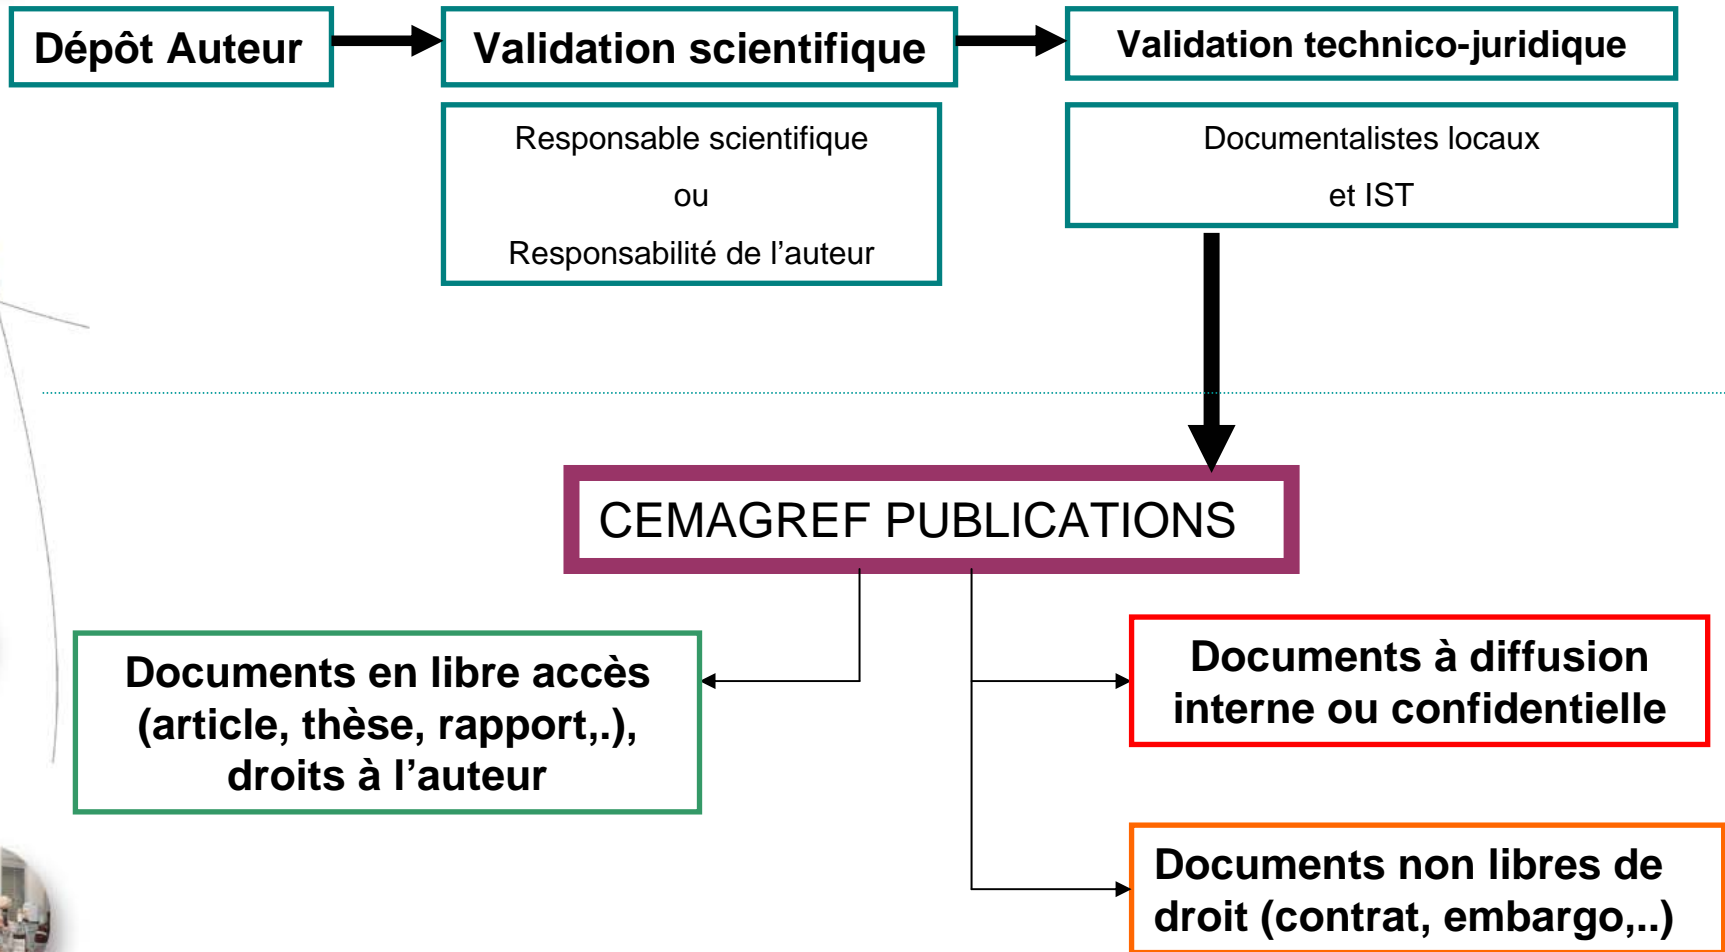 Dépôt Auteur
Validation scientifique
Validation technico-juridique
Responsable scientifique
ou
Responsabilité de l’auteur
Documentalistes locaux
et IST
CEMAGREF PUBLICATIONS
Documents en libre accès
(article, thèse, rapport,.),
droits à l’auteur
Documents à diffusion
interne ou confidentielle
Documents non libres de
droit (contrat, embargo,..)